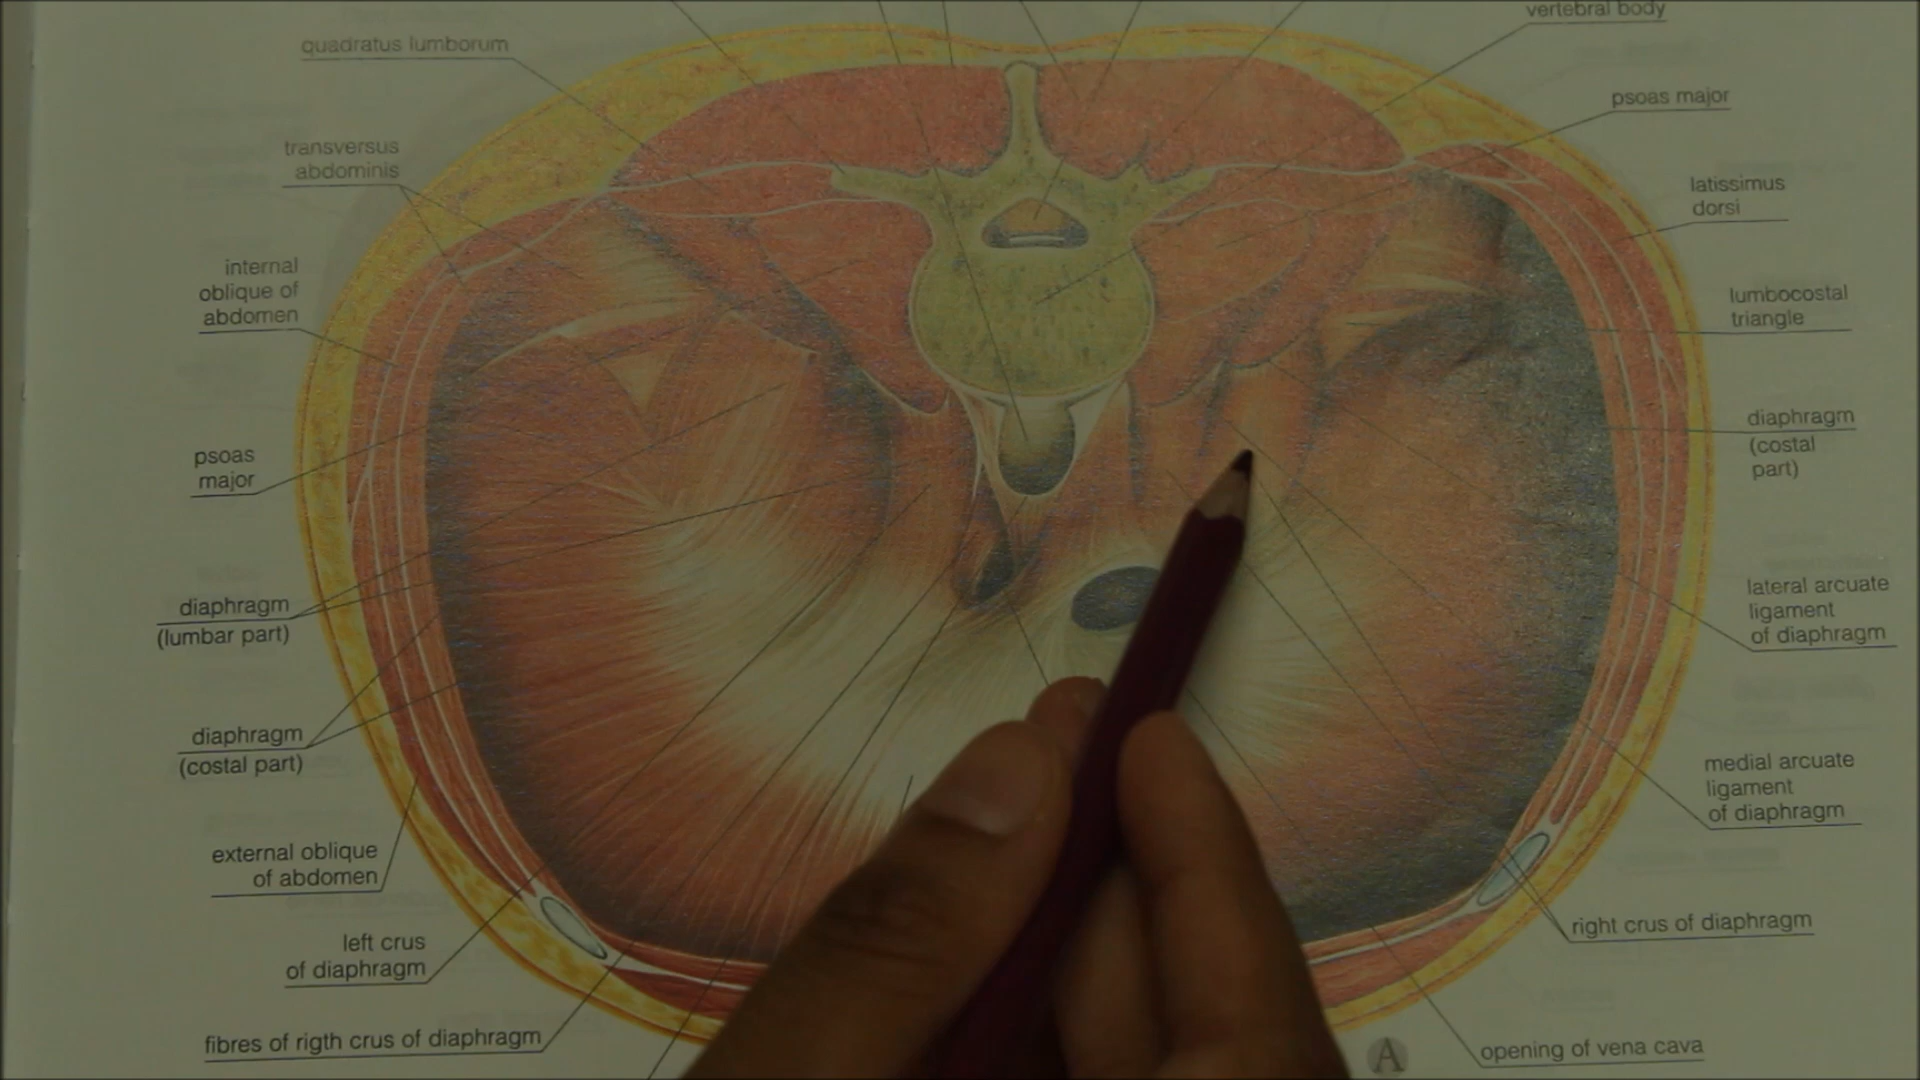 quadratus lumborum
transversus
abdominis
internal
oblique of
abdomen
psoas
major
diaphragm
(lumbar part)
diaphragm
(costal part)
external oblique
of abdomen
left crus
of diaphragm
fibres of rigth crus of diaphragm
vertebral body
psoas major
latissimus
dorsi
lumbocostal
triangle
diaphragm
(costal
part)
lateral arcuate
ligament
of diaphragm
medial arcuate
ligament
of diaphragm
right crus of diaphragm
opening of vena cava
A